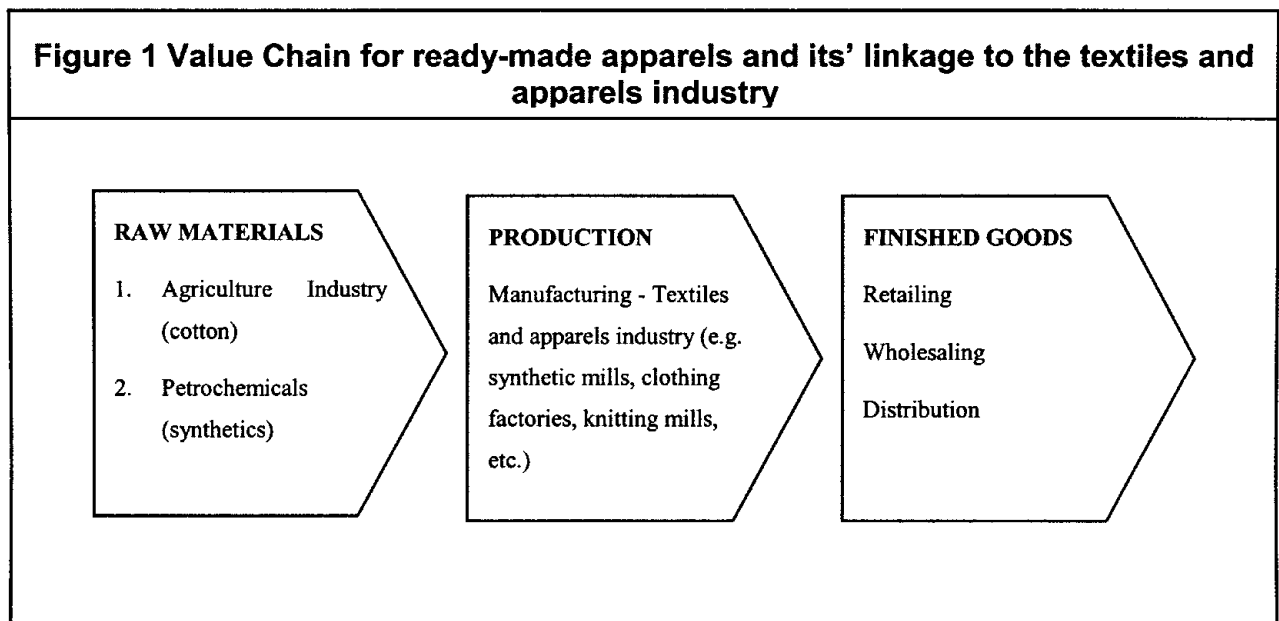 Figure 1 Value Chain for ready-made apparels and its' linkage to the textiles and
apparels industry
RAW MATERIALS
1. Agriculture Industry
(cotton)
2. Petrochemicals
(synthetics)
PRODUCTION
Manufacturing - Textiles
and apparels industry (e.g.
synthetic mills, clothing
factories, knitting mills,
etc.)
FINISHED GOODS
Retailing
Wholesaling
Distribution